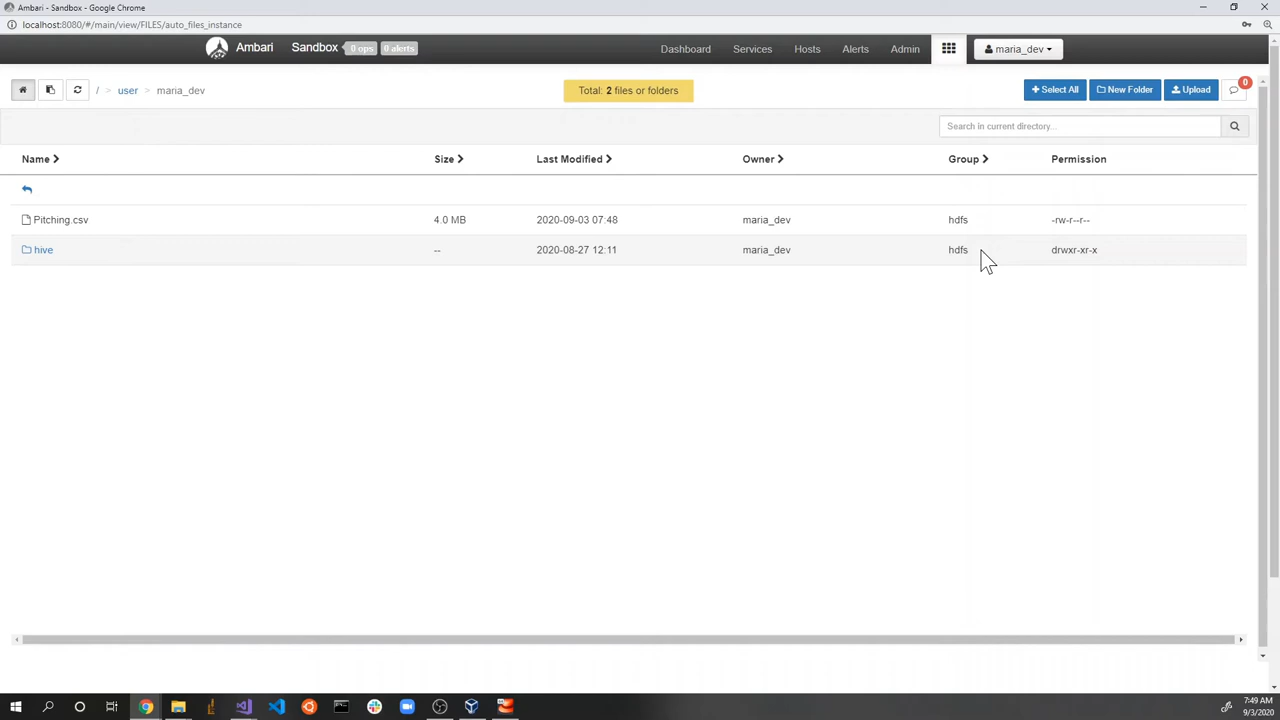 Ambari - Sandbox - Google Chrome
localhost:8080/#/main/view/FILES/auto_files_instance
Ambari Sandbox 0 ops 0 alerts Dashboard Services Hosts Alerts Admin maria_dev
/ > user > maria_dev Total: 2 files or folders Select All New Folder Upload 0
Search in current directory...
Name Size Last Modified Owner Group Permission
Pitching.csv 4.0 MB 2020-09-03 07:48 maria_dev hdfs -rw-r--r--
hive -- 2020-08-27 12:11 maria_dev hdfs drwxr-xr-x
7:49 AM
9/3/2020